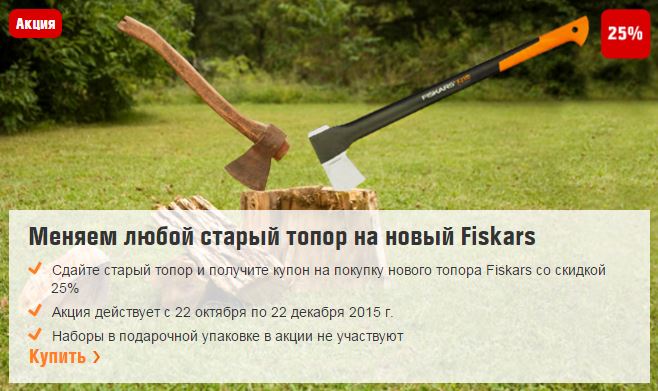 Акция
25%
FISKARS
Меняем любой старый топор на новый Fiskars
Сдайте старый топор и получите купон на покупку нового топора Fiskars со скидкой
25%
Акция действует с 22 октября по 22 декабря 2015 г.
Наборы в подарочной упаковке в акции не участвуют
Купить